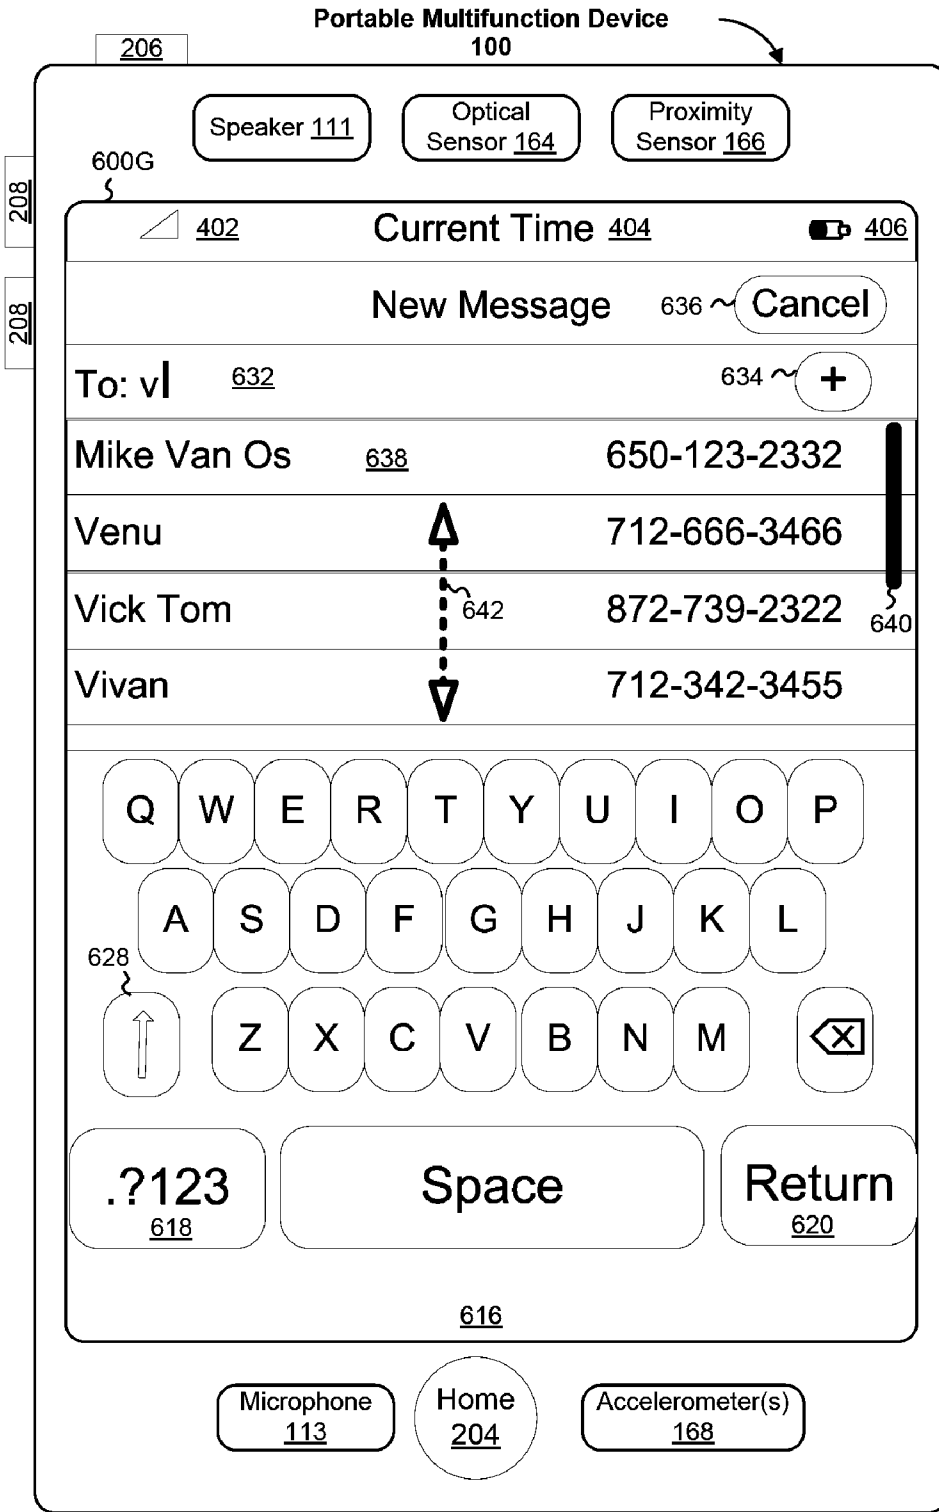 Portable Multifunction Device
100
206
Speaker 111
Optical
Sensor 164
Proximity
Sensor 166
600G
208
402
Current Time 404
406
208
New Message
636
Cancel
To: v
632
634
+
Mike Van Os
638
650-123-2332
Venu
712-666-3466
Vick Tom
642
872-739-2322
640
Vivan
712-342-3455
Q W E R T Y U I O P
A S D F G H J K L
628
Z X C V B N M
.?123
618
Space
Return
620
616
Microphone
113
Home
204
Accelerometer(s)
168